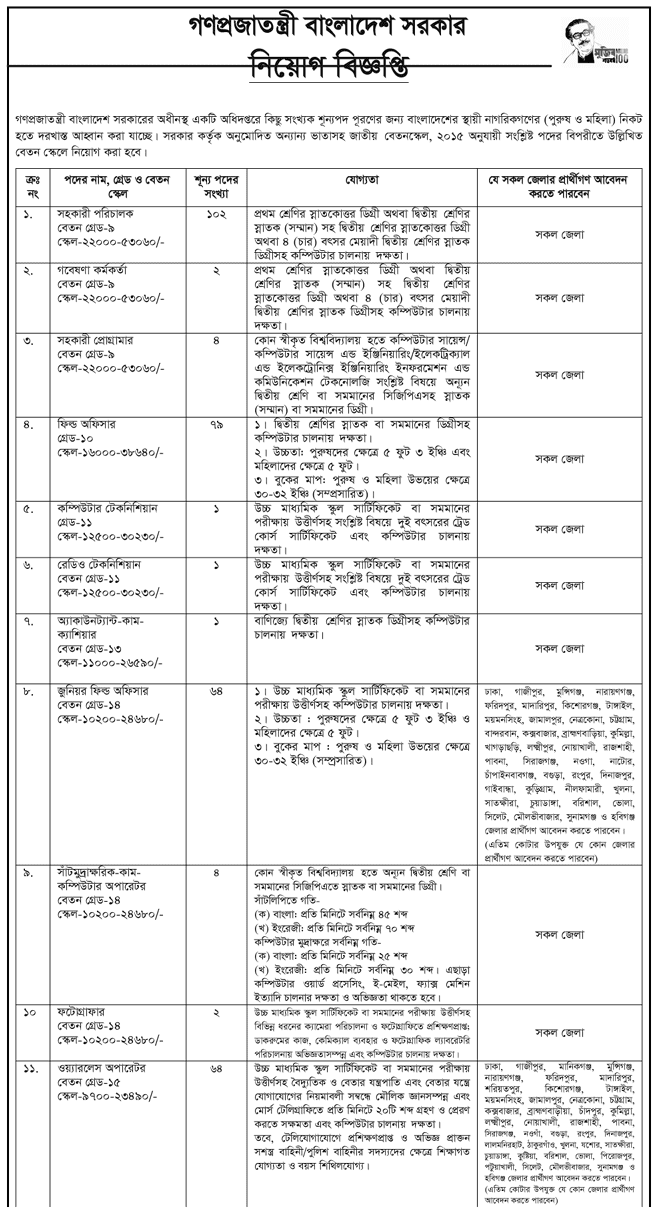 গণপ্রজাতন্ত্রী বাংলাদেশ সরকার
নিয়োগ বিজ্ঞপ্তি
মুজিব
100
গণপ্রজাতন্ত্রী বাংলাদেশ সরকারের অধীনস্থ একটি অধিদপ্তরে কিছু সংখ্যক শূন্যপদ পূরণের জন্য বাংলাদেশের স্থায়ী নাগরিকগণের (পুরুষ ও মহিলা) নিকট
হতে দরখাস্ত আহ্বান করা যাচ্ছে। সরকার কর্তৃক অনুমোদিত অন্যান্য ভাতাসহ জাতীয় বেতনস্কেল, ২০১৫ অনুযায়ী সংশ্লিষ্ট পদের বিপরীতে উল্লিখিত
বেতন স্কেলে নিয়োগ করা হবে।
ক্রঃ নং
পদের নাম, গ্রেড ও বেতন স্কেল
শূন্য পদের সংখ্যা
যোগ্যতা
যে সকল জেলার প্রার্থীগণ আবেদন করতে পারবেন
১.
সহকারী পরিচালক
বেতন গ্রেড-৯
স্কেল-২২০০০-৫৩০৬০/-
১০২
প্রথম শ্রেণির স্নাতকোত্তর ডিগ্রী অথবা দ্বিতীয় শ্রেণির
স্নাতক (সম্মান) সহ দ্বিতীয় শ্রেণির স্নাতকোত্তর ডিগ্রী
অথবা ৪ (চার) বৎসর মেয়াদী দ্বিতীয় শ্রেণির স্নাতক
ডিগ্রীসহ কম্পিউটার চালনায় দক্ষতা।
সকল জেলা
২.
গবেষণা কর্মকর্তা
বেতন গ্রেড-৯
স্কেল-২২০০০-৫৩০৬০/-
২
প্রথম শ্রেণির স্নাতকোত্তর ডিগ্রী অথবা দ্বিতীয়
শ্রেণির স্নাতক (সম্মান) সহ দ্বিতীয় শ্রেণির
স্নাতকোত্তর ডিগ্রী অথবা ৪ (চার) বৎসর মেয়াদী
দ্বিতীয় শ্রেণির স্নাতক ডিগ্রীসহ কম্পিউটার চালনায়
দক্ষতা।
সকল জেলা
৩.
সহকারী প্রোগ্রামার
বেতন গ্রেড-৯
স্কেল-২২০০০-৫৩০৬০/-
৪
কোন স্বীকৃত বিশ্ববিদ্যালয় হতে কম্পিউটার সায়েন্স/
কম্পিউটার সায়েন্স এন্ড ইঞ্জিনিয়ারিং/ইলেকট্রিক্যাল
এন্ড ইলেকট্রোনিক্স ইঞ্জিনিয়ারিং ইনফরমেশন এন্ড
কমিউনিকেশন টেকনোলজি সংশ্লিষ্ট বিষয়ে অন্যূন
দ্বিতীয় শ্রেণি বা সমমানের সিজিপিএসহ স্নাতক
(সম্মান) বা সমমানের ডিগ্রী।
সকল জেলা
৪.
ফিল্ড অফিসার
গ্রেড-১০
স্কেল-১৬০০০-৩৮৬৪০/-
৭৯
১। দ্বিতীয় শ্রেণীর স্নাতক বা সমমানের ডিগ্রীসহ
কম্পিউটার চালনায় দক্ষতা।
২। উচ্চতা: পুরুষদের ক্ষেত্রে ৫ ফুট ৩ ইঞ্চি এবং
মহিলাদের ক্ষেত্রে ৫ ফুট।
৩। বুকের মাপ: পুরুষ ও মহিলা উভয়ের ক্ষেত্রে
৩০-৩২ ইঞ্চি (সম্প্রসারিত)।
সকল জেলা
৫.
কম্পিউটার টেকনিশিয়ান
গ্রেড-১১
স্কেল-১২৫০০-৩০২৩০/-
১
উচ্চ মাধ্যমিক স্কুল সার্টিফিকেট বা সমমানের
পরীক্ষায় উত্তীর্ণসহ সংশ্লিষ্ট বিষয়ে দুই বৎসরের ট্রেড
কোর্স সার্টিফিকেট এবং কম্পিউটার চালনায়
দক্ষতা।
সকল জেলা
৬.
রেডিও টেকনিশিয়ান
বেতন গ্রেড-১১
স্কেল-১২৫০০-৩০২৩০/-
১
উচ্চ মাধ্যমিক স্কুল সার্টিফিকেট বা সমমানের
পরীক্ষায় উত্তীর্ণসহ সংশ্লিষ্ট বিষয়ে দুই বৎসরের ট্রেড
কোর্স সার্টিফিকেট এবং কম্পিউটার চালনায়
দক্ষতা।
সকল জেলা
৭.
অ্যাকাউনট্যান্ট-কাম-
ক্যাশিয়ার
বেতন গ্রেড-১৩
স্কেল-১১০০০-২৬৫৯০/-
১
বাণিজ্যে দ্বিতীয় শ্রেণির স্নাতক ডিগ্রীসহ কম্পিউটার
চালনায় দক্ষতা।
সকল জেলা
৮.
জুনিয়র ফিল্ড অফিসার
বেতন গ্রেড-১৪
স্কেল-১০২০০-২৪৬৮০/-
৬৪
১। উচ্চ মাধ্যমিক স্কুল সার্টিফিকেট বা সমমানের
পরীক্ষায় উত্তীর্ণসহ কম্পিউটার চালনায় দক্ষতা।
২। উচ্চতা : পুরুষদের ক্ষেত্রে ৫ ফুট ৩ ইঞ্চি ও
মহিলাদের ক্ষেত্রে ৫ ফুট।
৩। বুকের মাপ : পুরুষ ও মহিলা উভয়ের ক্ষেত্রে
৩০-৩২ ইঞ্চি (সম্প্রসারিত)।
ঢাকা, গাজীপুর, মুন্সিগঞ্জ, নারায়ণগঞ্জ,
ফরিদপুর, মাদারিপুর, কিশোরগঞ্জ, টাঙ্গাইল,
ময়মনসিংহ, জামালপুর, নেত্রকোনা, চট্টগ্রাম,
বান্দরবান, কক্সবাজার, ব্রাহ্মণবাড়িয়া, কুমিল্লা,
খাগড়াছড়ি, লক্ষ্মীপুর, নোয়াখালী, রাজশাহী,
পাবনা, সিরাজগঞ্জ, নওগা, নাটোর,
চাঁপাইনবাবগঞ্জ, বগুড়া, রংপুর, দিনাজপুর,
গাইবান্ধা, কুড়িগ্রাম, নীলফামারী, খুলনা,
সাতক্ষীরা, চুয়াডাঙ্গা, বরিশাল, ভোলা,
সিলেট, মৌলভীবাজার, সুনামগঞ্জ ও হবিগঞ্জ
জেলার প্রার্থীগণ আবেদন করতে পারবেন।
(এতিম কোটার উপযুক্ত যে কোন জেলার
প্রার্থীগণ আবেদন করতে পারবেন)
৯.
সাঁটমুদ্রাক্ষরিক-কাম-
কম্পিউটার অপারেটর
বেতন গ্রেড-১৪
স্কেল-১০২০০-২৪৬৮০/-
৪
কোন স্বীকৃত বিশ্ববিদ্যালয় হতে অন্যূন দ্বিতীয় শ্রেণি বা
সমমানের সিজিপিএতে স্নাতক বা সমমানের ডিগ্রী।
সাঁটলিপিতে গতি-
(ক) বাংলা: প্রতি মিনিটে সর্বনিম্ন ৪৫ শব্দ
(খ) ইংরেজী: প্রতি মিনিটে সর্বনিম্ন ৭০ শব্দ
কম্পিউটার মুদ্রাক্ষরে সর্বনিম্ন গতি-
(ক) বাংলা: প্রতি মিনিটে সর্বনিম্ন ২৫ শব্দ
(খ) ইংরেজী: প্রতি মিনিটে সর্বনিম্ন ৩০ শব্দ। এছাড়া
কম্পিউটার ওয়ার্ড প্রসেসিং, ই-মেইল, ফ্যাক্স মেশিন
ইত্যাদি চালনার দক্ষতা ও অভিজ্ঞতা থাকতে হবে।
সকল জেলা
১০
ফটোগ্রাফার
বেতন গ্রেড-১৪
স্কেল-১০২০০-২৪৬৮০/-
২
উচ্চ মাধ্যমিক স্কুল সার্টিফিকেট বা সমমানের পরীক্ষায় উত্তীর্ণসহ
বিভিন্ন ধরনের ক্যামেরা পরিচালনা ও ফটোগ্রাফিতে প্রশিক্ষণপ্রাপ্ত:
ডাকরুমের কাজ, কেমিক্যাল ব্যবহার ও ফটোগ্রাফিক ল্যাবরেটরি
পরিচালনায় অভিজ্ঞতাসম্পন্ন এবং কম্পিউটার চালনায় দক্ষতা।
সকল জেলা
১১.
ওয়্যারলেস অপারেটর
বেতন গ্রেড-১৫
স্কেল-৯৭০০-২৩৪৯০/-
৬৪
উচ্চ মাধ্যমিক স্কুল সার্টিফিকেট বা সমমানের পরীক্ষায়
উত্তীর্ণসহ বৈদ্যুতিক ও বেতার যন্ত্রপাতি এবং বেতার যন্ত্রে
যোগাযোগের নিয়মাবলী সম্বন্ধে মৌলিক জ্ঞানসম্পন্ন এবং
মোর্স টেলিগ্রাফিতে প্রতি মিনিটে ২০টি শব্দ গ্রহণ ও প্রেরণ
করতে সক্ষমতা এবং কম্পিউটার চালনায় দক্ষতা।
তবে, টেলিযোগাযোগে প্রশিক্ষণপ্রাপ্ত ও অভিজ্ঞ প্রাক্তন
সশস্ত্র বাহিনী/পুলিশ বাহিনীর সদস্যদের ক্ষেত্রে শিক্ষাগত
যোগ্যতা ও বয়স শিথিলযোগ্য।
ঢাকা, গাজীপুর, মানিকগঞ্জ, মুন্সিগঞ্জ,
নারায়ণগঞ্জ, ফরিদপুর, মাদারিপুর,
শরিয়তপুর, কিশোরগঞ্জ, টাঙ্গাইল,
ময়মনসিংহ, জামালপুর, নেত্রকোনা, চট্টগ্রাম,
কক্সবাজার, ব্রাহ্মণবাড়ীয়া, চাঁদপুর, কুমিল্লা,
লক্ষ্মীপুর, নোয়াখালী, রাজশাহী, পাবনা,
সিরাজগঞ্জ, নওগাঁ, বগুড়া, রংপুর, দিনাজপুর,
লালমনিরহাট, ঠাকুরগাঁও, খুলনা, যশোর, সাতক্ষীরা,
চুয়াডাঙ্গা, কুষ্টিয়া, বরিশাল, ভোলা, পিরোজপুর,
পটুয়াখালী, সিলেট, মৌলভীবাজার, সুনামগঞ্জ ও
হবিগঞ্জ জেলার প্রার্থীগণ আবেদন করতে পারবেন।
(এতিম কোটার উপযুক্ত যে কোন জেলার প্রার্থীগণ
আবেদন করতে পারবেন)